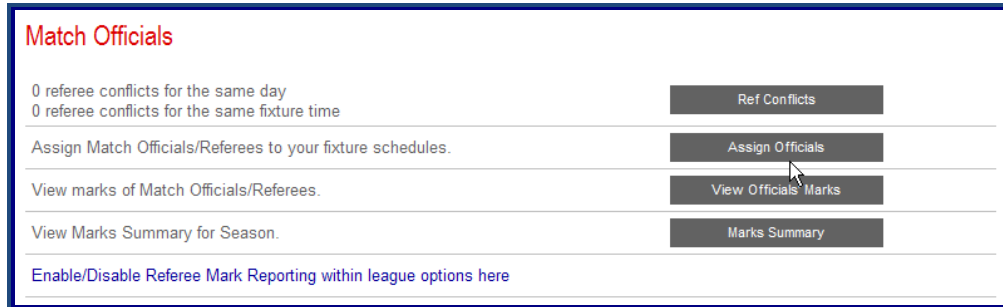 Match Officials
0 referee conflicts for the same day
0 referee conflicts for the same fixture time
Ref Conflicts
Assign Match Officials/Referees to your fixture schedules.
Assign Officials
View marks of Match Officials/Referees.
View Officials' Marks
View Marks Summary for Season.
Marks Summary
Enable/Disable Referee Mark Reporting within league options here